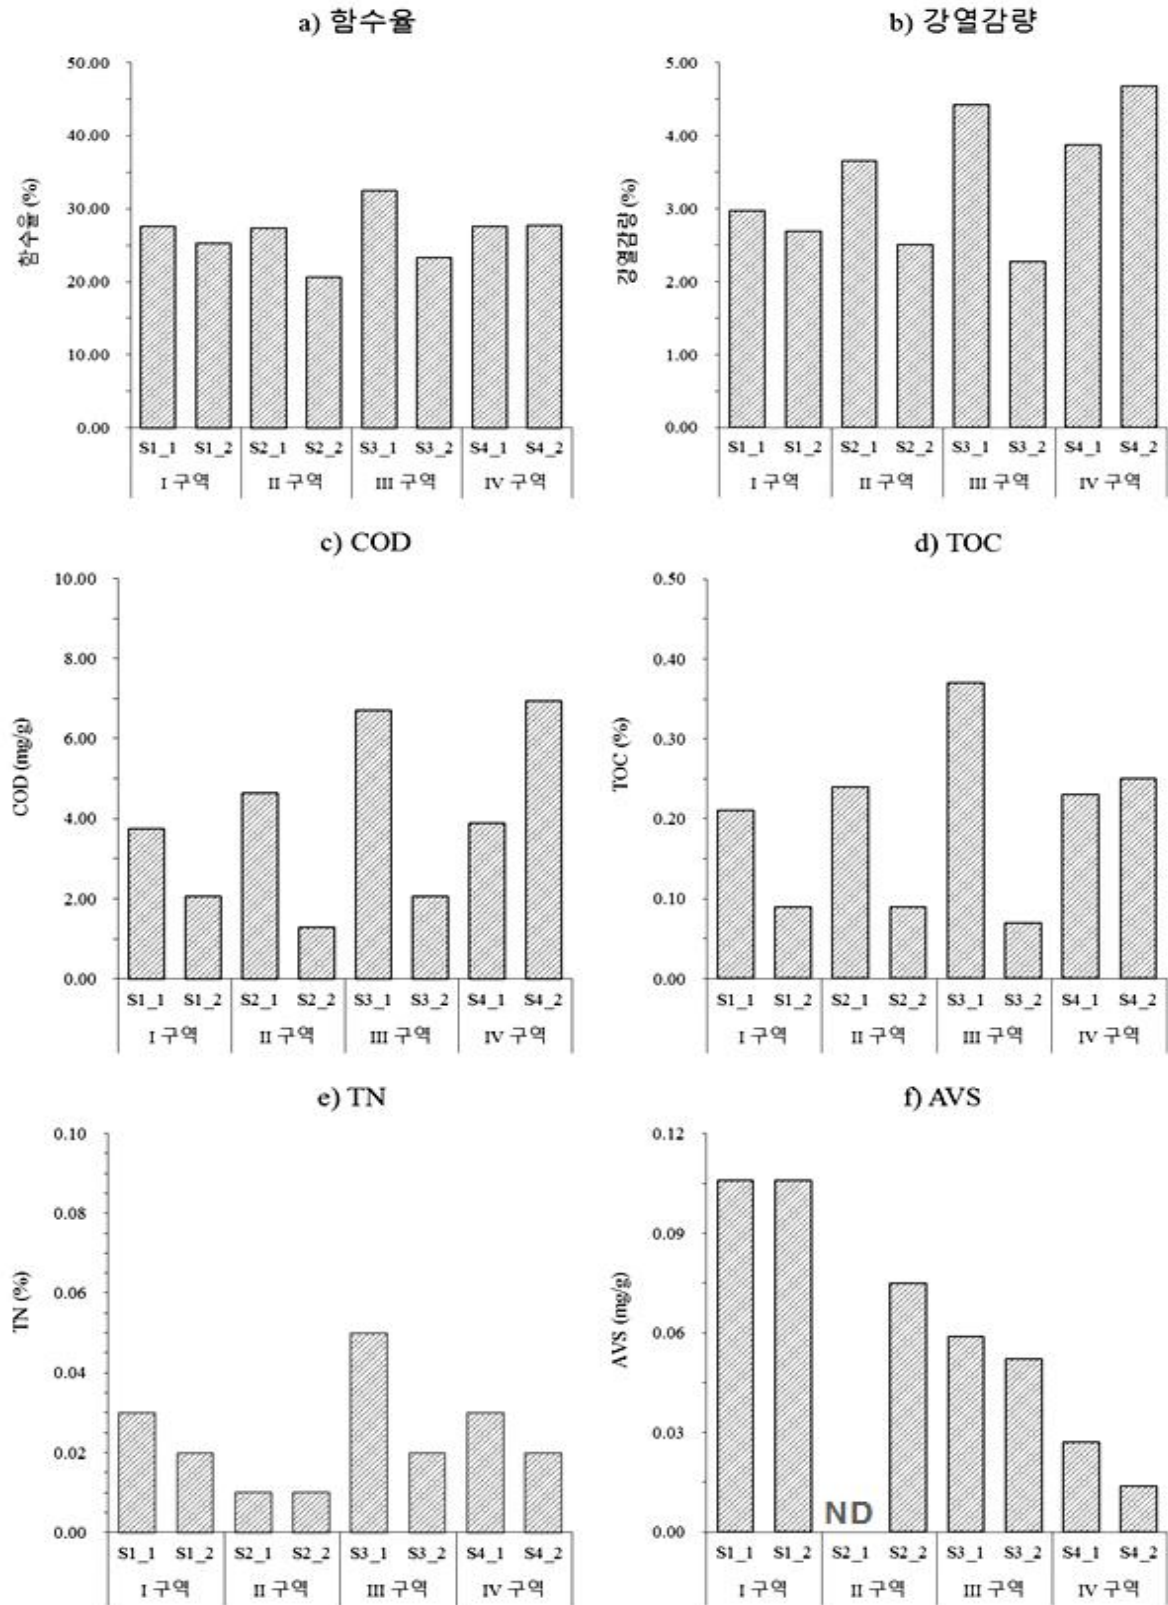 a) 함수율
50.00
40.00
30.00
20.00
10.00
0.00
함수율 (%)
S1_1 S1_2 S2_1 S2_2 S3_1 S3_2 S4_1 S4_2
I 구역 II 구역 III 구역 IV 구역
b) 강열감량
5.00
4.00
3.00
2.00
1.00
0.00
강열감량 (%)
S1_1 S1_2 S2_1 S2_2 S3_1 S3_2 S4_1 S4_2
I 구역 II 구역 III 구역 IV 구역
c) COD
10.00
8.00
6.00
4.00
2.00
0.00
COD (mg/g)
S1_1 S1_2 S2_1 S2_2 S3_1 S3_2 S4_1 S4_2
I 구역 II 구역 III 구역 IV 구역
d) TOC
0.50
0.40
0.30
0.20
0.10
0.00
TOC (%)
S1_1 S1_2 S2_1 S2_2 S3_1 S3_2 S4_1 S4_2
I 구역 II 구역 III 구역 IV 구역
e) TN
0.10
0.08
0.06
0.04
0.02
0.00
TN (%)
S1_1 S1_2 S2_1 S2_2 S3_1 S3_2 S4_1 S4_2
I 구역 II 구역 III 구역 IV 구역
f) AVS
0.12
0.09
0.06
0.03
0.00
AVS (mg/g)
ND
S1_1 S1_2 S2_1 S2_2 S3_1 S3_2 S4_1 S4_2
I 구역 II 구역 III 구역 IV 구역